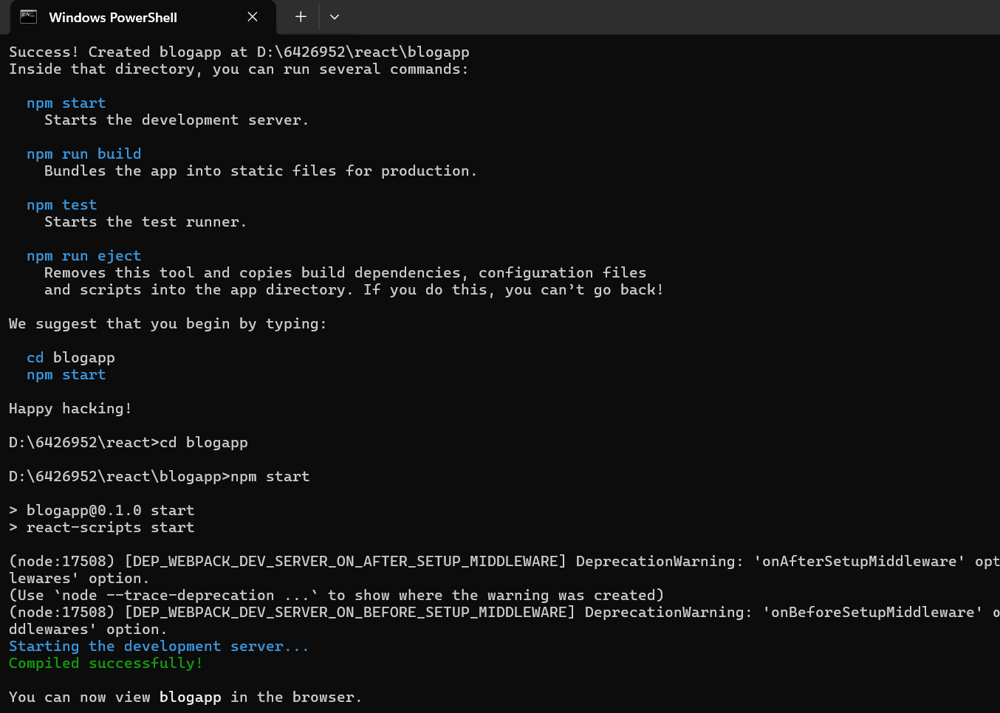 Windows PowerShell
Success! Created blogapp at D:\6426952\react\blogapp
Inside that directory, you can run several commands:
npm start
Starts the development server.
npm run build
Bundles the app into static files for production.
npm test
Starts the test runner.
npm run eject
Removes this tool and copies build dependencies, configuration files
and scripts into the app directory. If you do this, you can’t go back!
We suggest that you begin by typing:
cd blogapp
npm start
Happy hacking!
D:\6426952\react>cd blogapp
D:\6426952\react\blogapp>npm start
> blogapp@0.1.0 start
> react-scripts start
(node:17508) [DEP_WEBPACK_DEV_SERVER_ON_AFTER_SETUP_MIDDLEWARE] DeprecationWarning: 'onAfterSetupMiddleware' opt
lewares' option.
(Use `node --trace-deprecation ...` to show where the warning was created)
(node:17508) [DEP_WEBPACK_DEV_SERVER_ON_BEFORE_SETUP_MIDDLEWARE] DeprecationWarning: 'onBeforeSetupMiddleware' o
ddlewares' option.
Starting the development server...
Compiled successfully!
You can now view blogapp in the browser.